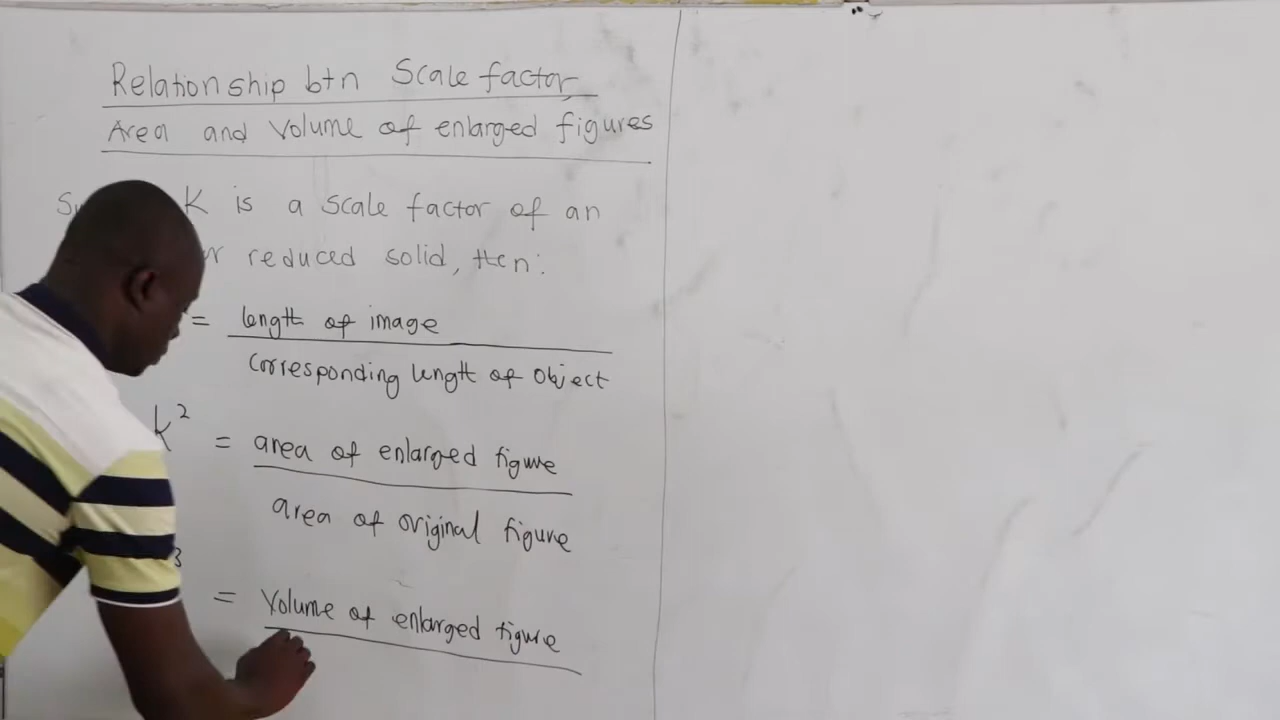 Relationship btn Scale factor,
Area and Volume of enlarged figures
K is a scale factor of an
reduced solid, then:
= length of image
corresponding length of object
k² = area of enlarged figure
area of original figure
3
= Volume of enlarged figure